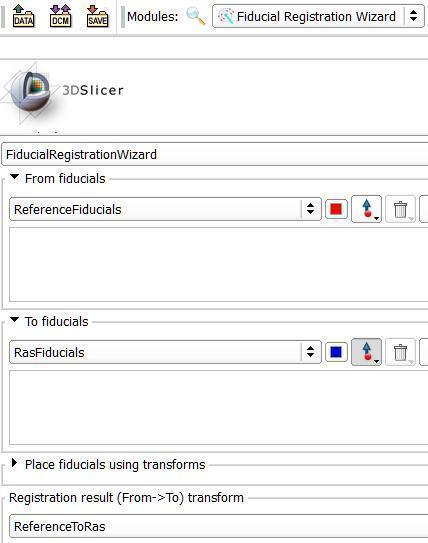 DATA DCM SAVE Modules: Fiducial Registration Wizard
3DSlicer
FiducialRegistrationWizard
From fiducials
ReferenceFiducials
To fiducials
RasFiducials
Place fiducials using transforms
Registration result (From->To) transform
ReferenceToRas